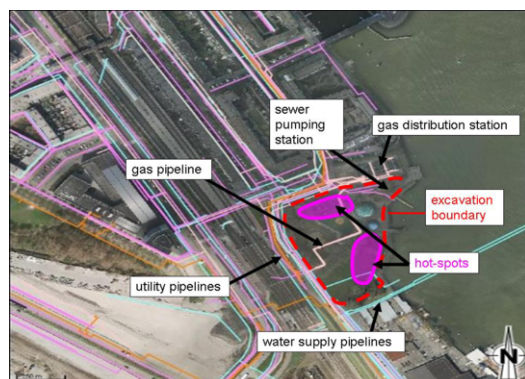 sewer
pumping
station
gas distribution station
gas pipeline
excavation
boundary
hot-spots
utility pipelines
water supply pipelines
N